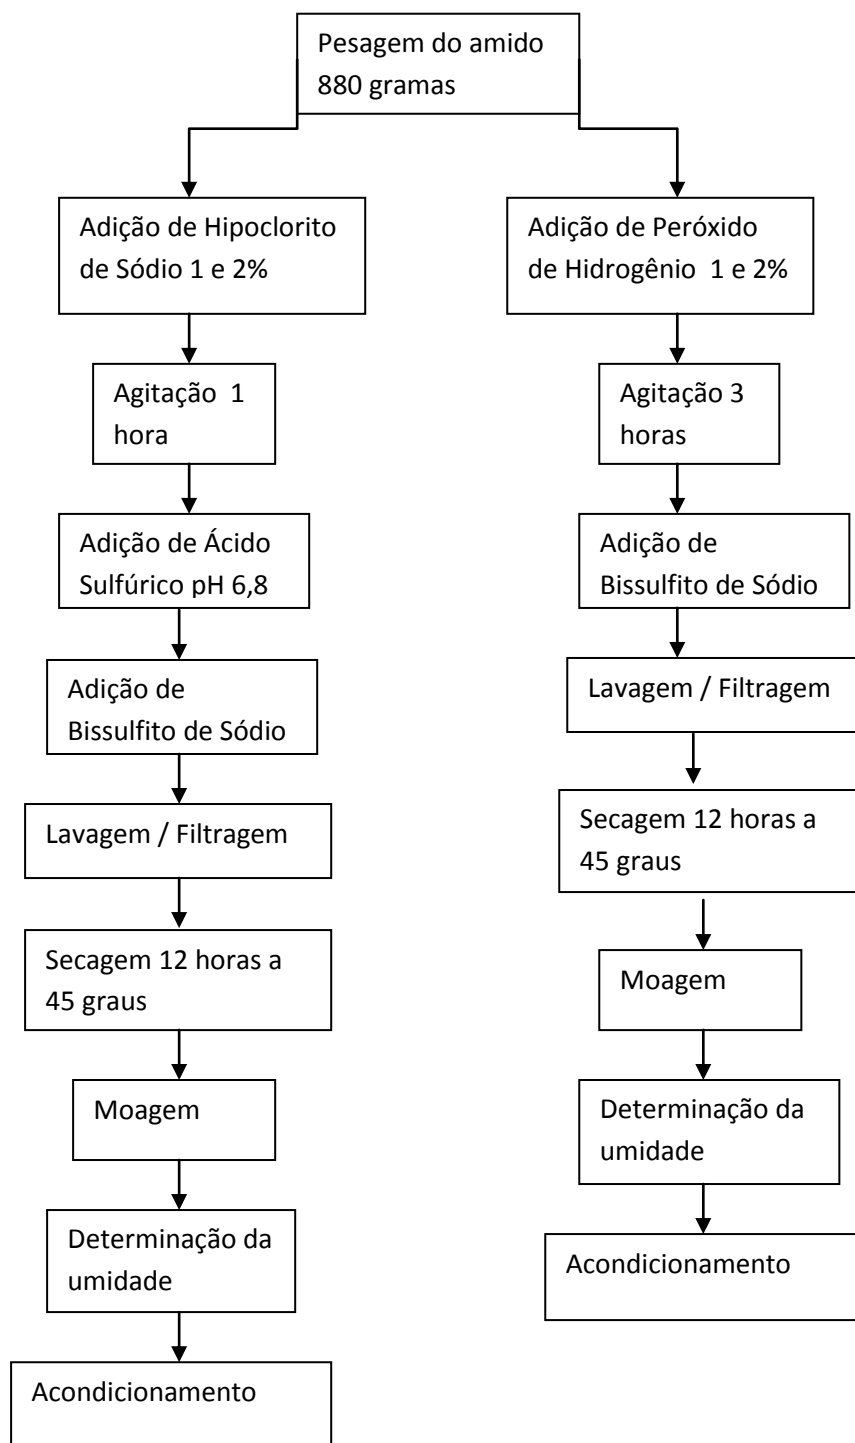 Pesagem do amido
880 gramas
Adição de Hipoclorito
de Sódio 1 e 2%
Agitação 1
hora
Adição de Ácido
Sulfúrico pH 6,8
Adição de
Bissulfito de Sódio
Lavagem / Filtragem
Secagem 12 horas a
45 graus
Moagem
Determinação da
umidade
Acondicionamento
Adição de Peróxido
de Hidrogênio 1 e 2%
Agitação 3
horas
Adição de
Bissulfito de Sódio
Lavagem / Filtragem
Secagem 12 horas a
45 graus
Moagem
Determinação da
umidade
Acondicionamento